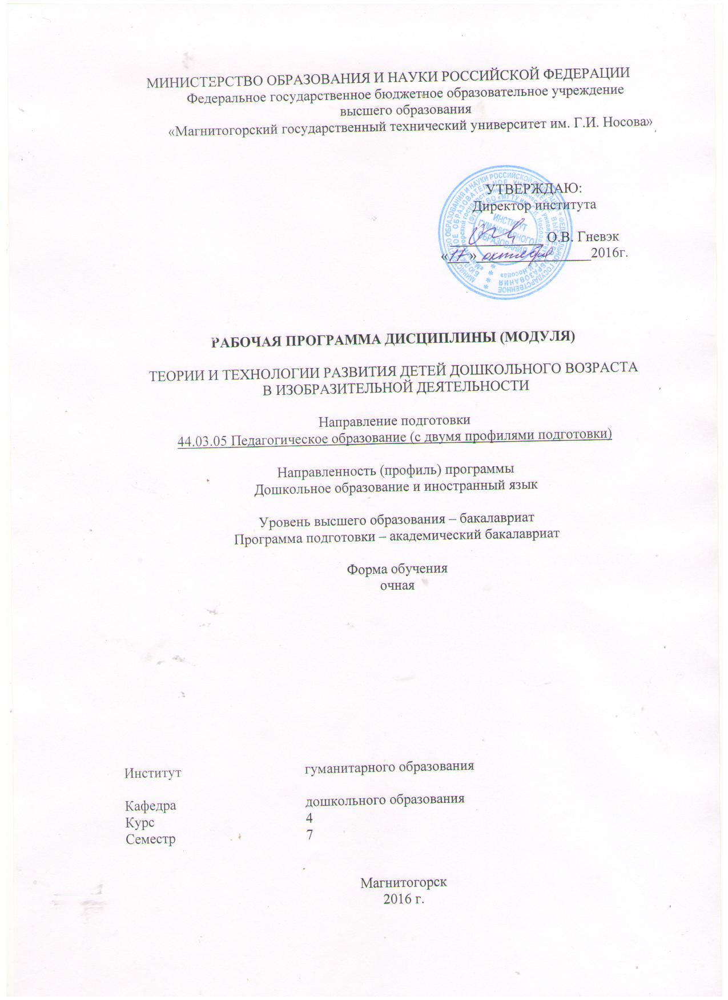 МИНИСТЕРСТВО ОБРАЗОВАНИЯ И НАУКИ РОССИЙСКОЙ ФЕДЕРАЦИИ
Федеральное государственное бюджетное образовательное учреждение
высшего образования
«Магнитогорский государственный технический университет им. Г.И. Носова»
УТВЕРЖДАЮ:
Директор института
О.В. Гневэк
«17» октября 2016г.
ИНСТИТУТ
ГУМАНИТАРНОГО
ОБРАЗОВАНИЯ
РАБОЧАЯ ПРОГРАММА ДИСЦИПЛИНЫ (МОДУЛЯ)
ТЕОРИИ И ТЕХНОЛОГИИ РАЗВИТИЯ ДЕТЕЙ ДОШКОЛЬНОГО ВОЗРАСТА
В ИЗОБРАЗИТЕЛЬНОЙ ДЕЯТЕЛЬНОСТИ
Направление подготовки
44.03.05 Педагогическое образование (с двумя профилями подготовки)
Направленность (профиль) программы
Дошкольное образование и иностранный язык
Уровень высшего образования – бакалавриат
Программа подготовки – академический бакалавриат
Форма обучения
очная
Институт гуманитарного образования
Кафедра дошкольного образования
Курс 4
Семестр 7
Магнитогорск
2016 г.